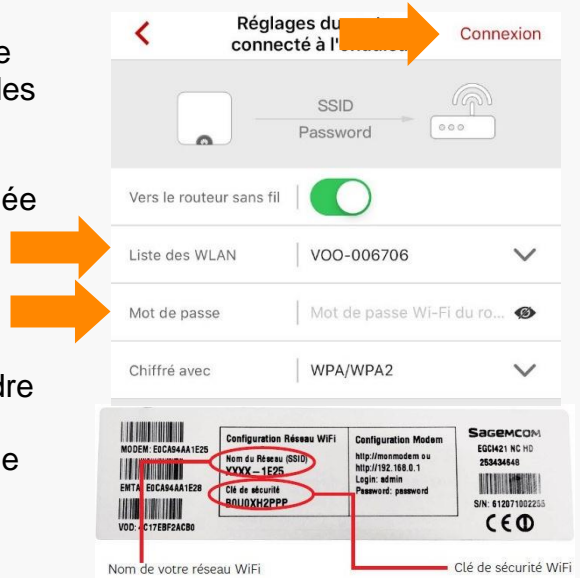 e
les
ée
dre
e
Réglages du
connecté à l'
Connexion
SSID
Password
Vers le routeur sans fil
Liste des WLAN VOO-006706
Mot de passe Mot de passe Wi-Fi du ro...
Chiffré avec WPA/WPA2
MODEM: E0CA94AA1E25
EMTA: E0CA94AA1E28
VOD: 4C17EBF2ACB0
Configuration Réseau WiFi
Nom du Réseau (SSID)
YYXX-1E25
Clé de sécurité
B0U0XH2PPP
Configuration Modem
http://monmodem ou
http://192.168.0.1
Login: admin
Password: password
SAGEMCOM
EGCI421 NC HD
253434648
S/N: 612071002255
CE
Nom de votre réseau WiFi
Clé de sécurité WiFi